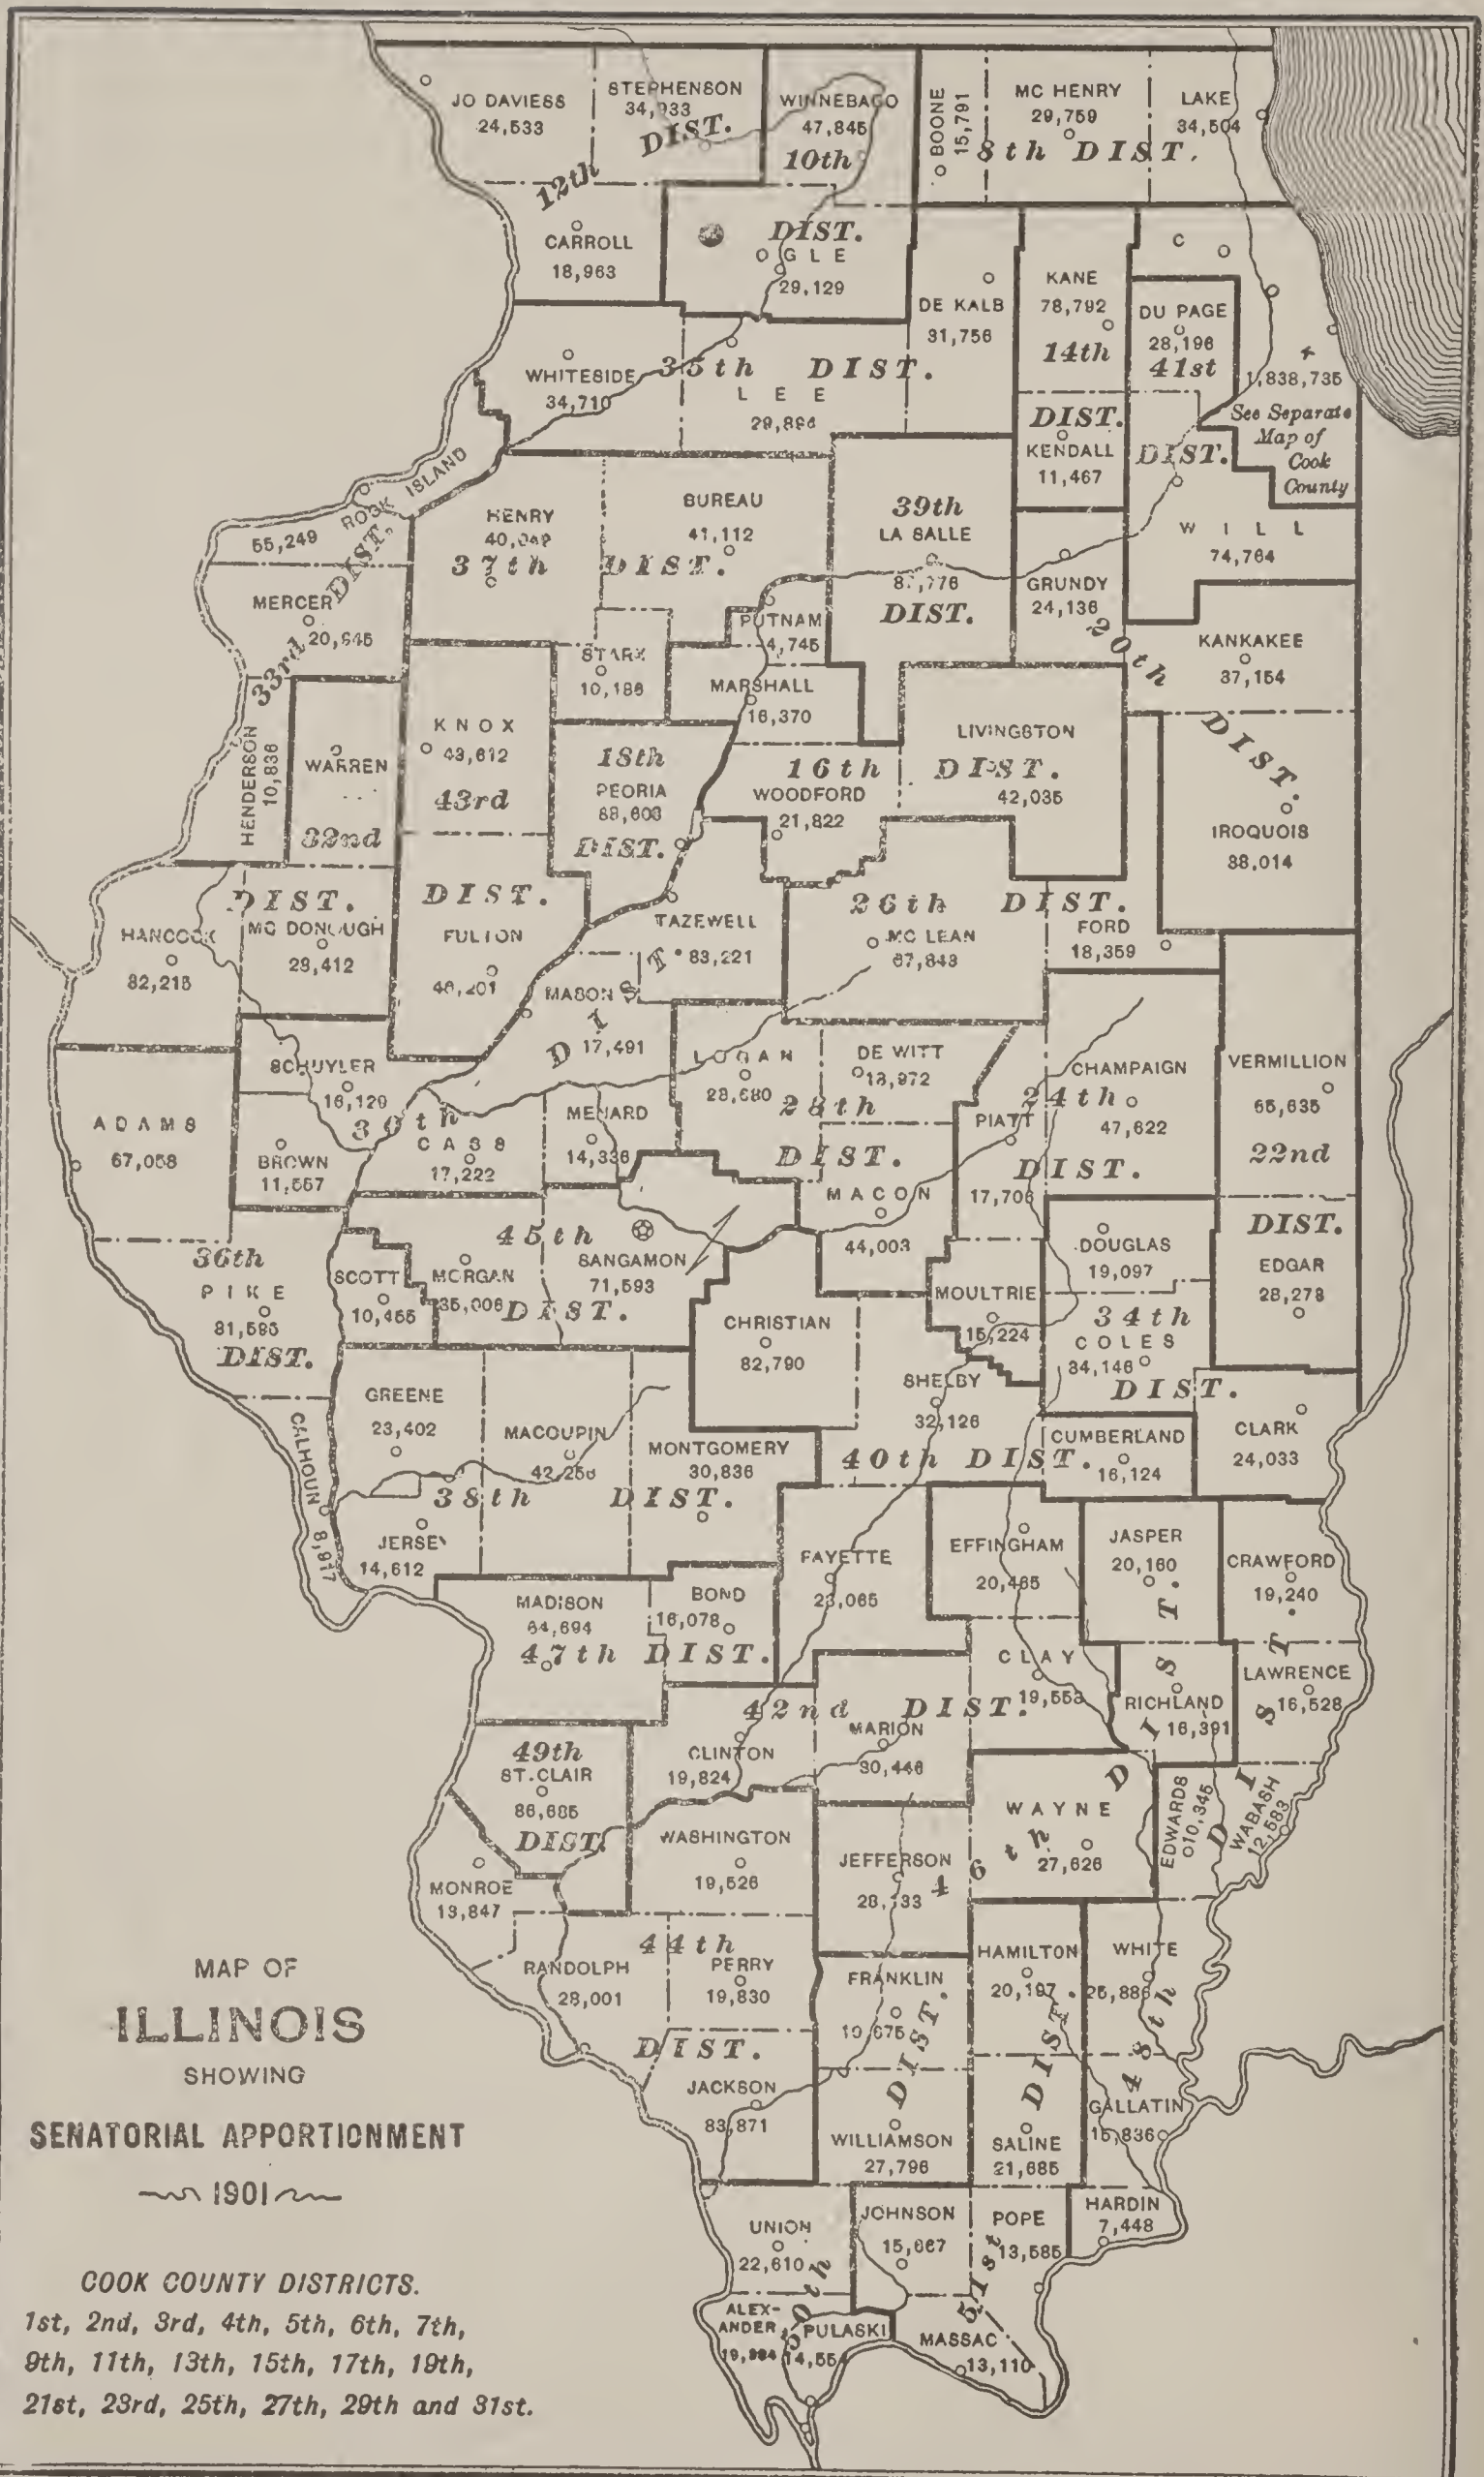 JO DAVIESS
24,533
STEPHENSON
34,933
12th DIST.
WINNEBAGO
47,845
10th
DIST.
BOONE
15,791
MC HENRY
29,759
LAKE
34,504
8th DIST.
CARROLL
18,963
OGLE
29,129
C
KANE
78,792
14th
DIST.
DE KALB
31,756
DU PAGE
28,196
41st
DIST.
WHITESIDE
34,710
35th DIST.
LEE
29,894
1,838,735
See Separate
Map of
Cook
County
KENDALL
11,467
ROCK ISLAND
55,249
HENRY
37th DIST.
BUREAU
41,112
39th
LA SALLE
DIST.
WILL
74,764
GRUNDY
24,136
MERCER
20,945
33rd DIST.
PUTNAM
4,745
KANKAKEE
37,154
20th DIST.
STARK
10,186
MARSHALL
16,370
KNOX
43,612
43rd
DIST.
LIVINGSTON
42,035
HENDERSON
10,836
WARREN
32nd
DIST.
18th
PEORIA
88,608
DIST.
16th DIST.
WOODFORD
21,822
IROQUOIS
38,014
HANCOCK
32,215
MC DONOUGH
28,412
FULTON
46,201
TAZEWELL
33,221
26th DIST.
MC LEAN
67,843
FORD
18,359
MASON
17,491
30th DIST.
SCHUYLER
16,129
LOGAN
28,680
DE WITT
18,972
28th
DIST.
CHAMPAIGN
47,622
24th
DIST.
VERMILLION
65,635
22nd
DIST.
ADAMS
67,058
BROWN
11,557
CASS
17,222
MENARD
14,336
PIATT
17,706
MACON
44,003
36th
PIKE
31,595
DIST.
SCOTT
10,455
45th
MORGAN
35,006
DIST.
SANGAMON
71,593
DOUGLAS
19,097
EDGAR
28,273
MOULTRIE
15,224
CHRISTIAN
32,790
34th
COLES
34,146
DIST.
GREENE
23,402
MACOUPIN
42,256
MONTGOMERY
30,836
SHELBY
32,126
CUMBERLAND
16,124
CLARK
24,033
40th DIST.
CALHOUN
8,917
38th DIST.
JERSEY
14,612
FAYETTE
EFFINGHAM
20,465
JASPER
20,160
CRAWFORD
19,240
MADISON
64,694
BOND
16,078
47th DIST.
CLAY
19,553
RICHLAND
16,391
LAWRENCE
16,528
42nd DIST.
MARION
30,446
CLINTON
19,824
49th
ST. CLAIR
86,685
DIST.
WAYNE
27,626
EDWARDS
10,345
WABASH
12,583
46th DIST.
WASHINGTON
19,526
JEFFERSON
28,133
MONROE
13,847
44th
DIST.
RANDOLPH
28,001
PERRY
19,830
FRANKLIN
19,675
HAMILTON
20,197
WHITE
25,886
48th DIST.
JACKSON
33,871
WILLIAMSON
27,796
DIST.
SALINE
21,685
DIST.
GALLATIN
15,836
UNION
22,610
JOHNSON
15,667
POPE
13,585
HARDIN
7,448
50th
51st
ALEX-
ANDER
PULASKI
MASSAC
13,110
MAP OF
ILLINOIS
SHOWING
SENATORIAL APPORTIONMENT
1901
COOK COUNTY DISTRICTS.
1st, 2nd, 3rd, 4th, 5th, 6th, 7th,
9th, 11th, 13th, 15th, 17th, 19th,
21st, 23rd, 25th, 27th, 29th and 31st.